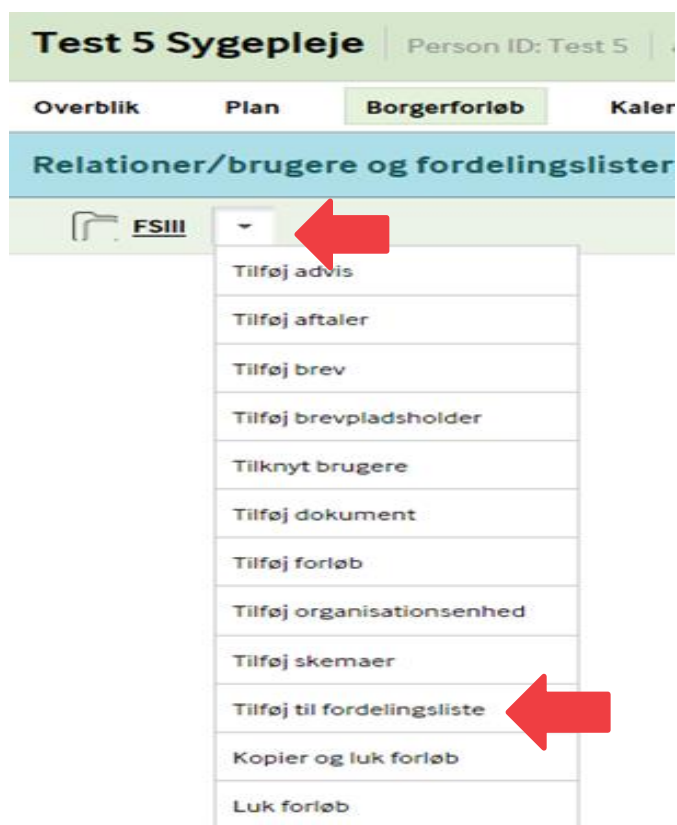 Test 5 Sygepleje Person ID: Test 5
Overblik Plan Borgerforløb Kaler
Relationer/brugere og fordelingslister
FSIII
Tilføj advis
Tilføj aftaler
Tilføj brev
Tilføj brevpladsholder
Tilknyt brugere
Tilføj dokument
Tilføj forløb
Tilføj organisationsenhed
Tilføj skemaer
Tilføj til fordelingsliste
Kopier og luk forløb
Luk forløb